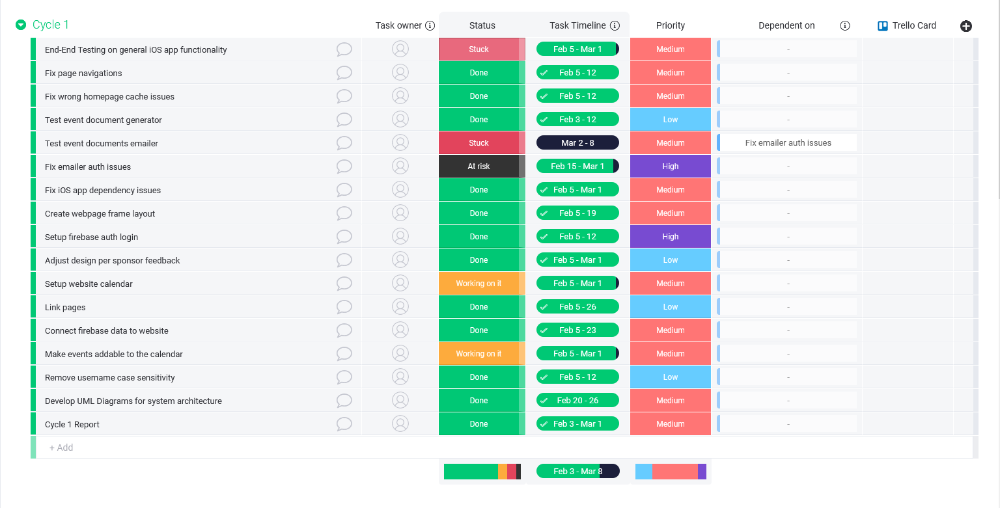 Cycle 1
Task owner Status Task Timeline Priority Dependent on Trello Card
End-End Testing on general iOS app functionality Stuck Feb 5 - Mar 1 Medium -
Fix page navigations Done Feb 5 - 12 Medium -
Fix wrong homepage cache issues Done Feb 5 - 12 Medium -
Test event document generator Done Feb 3 - 12 Low -
Test event documents emailer Stuck Mar 2 - 8 Medium Fix emailer auth issues
Fix emailer auth issues At risk Feb 15 - Mar 1 High -
Fix iOS app dependency issues Done Feb 5 - Mar 1 Medium -
Create webpage frame layout Done Feb 5 - 19 Medium -
Setup firebase auth login Done Feb 5 - 12 High -
Adjust design per sponsor feedback Done Feb 5 - Mar 1 Low -
Setup website calendar Working on it Feb 5 - Mar 1 Medium -
Link pages Done Feb 5 - 26 Low -
Connect firebase data to website Done Feb 5 - 23 Medium -
Make events addable to the calendar Working on it Feb 5 - Mar 1 Medium -
Remove username case sensitivity Done Feb 5 - 12 Low -
Develop UML Diagrams for system architecture Done Feb 20 - 26 Medium -
Cycle 1 Report Done Feb 3 - Mar 1 Medium -
+ Add
Feb 3 - Mar 8